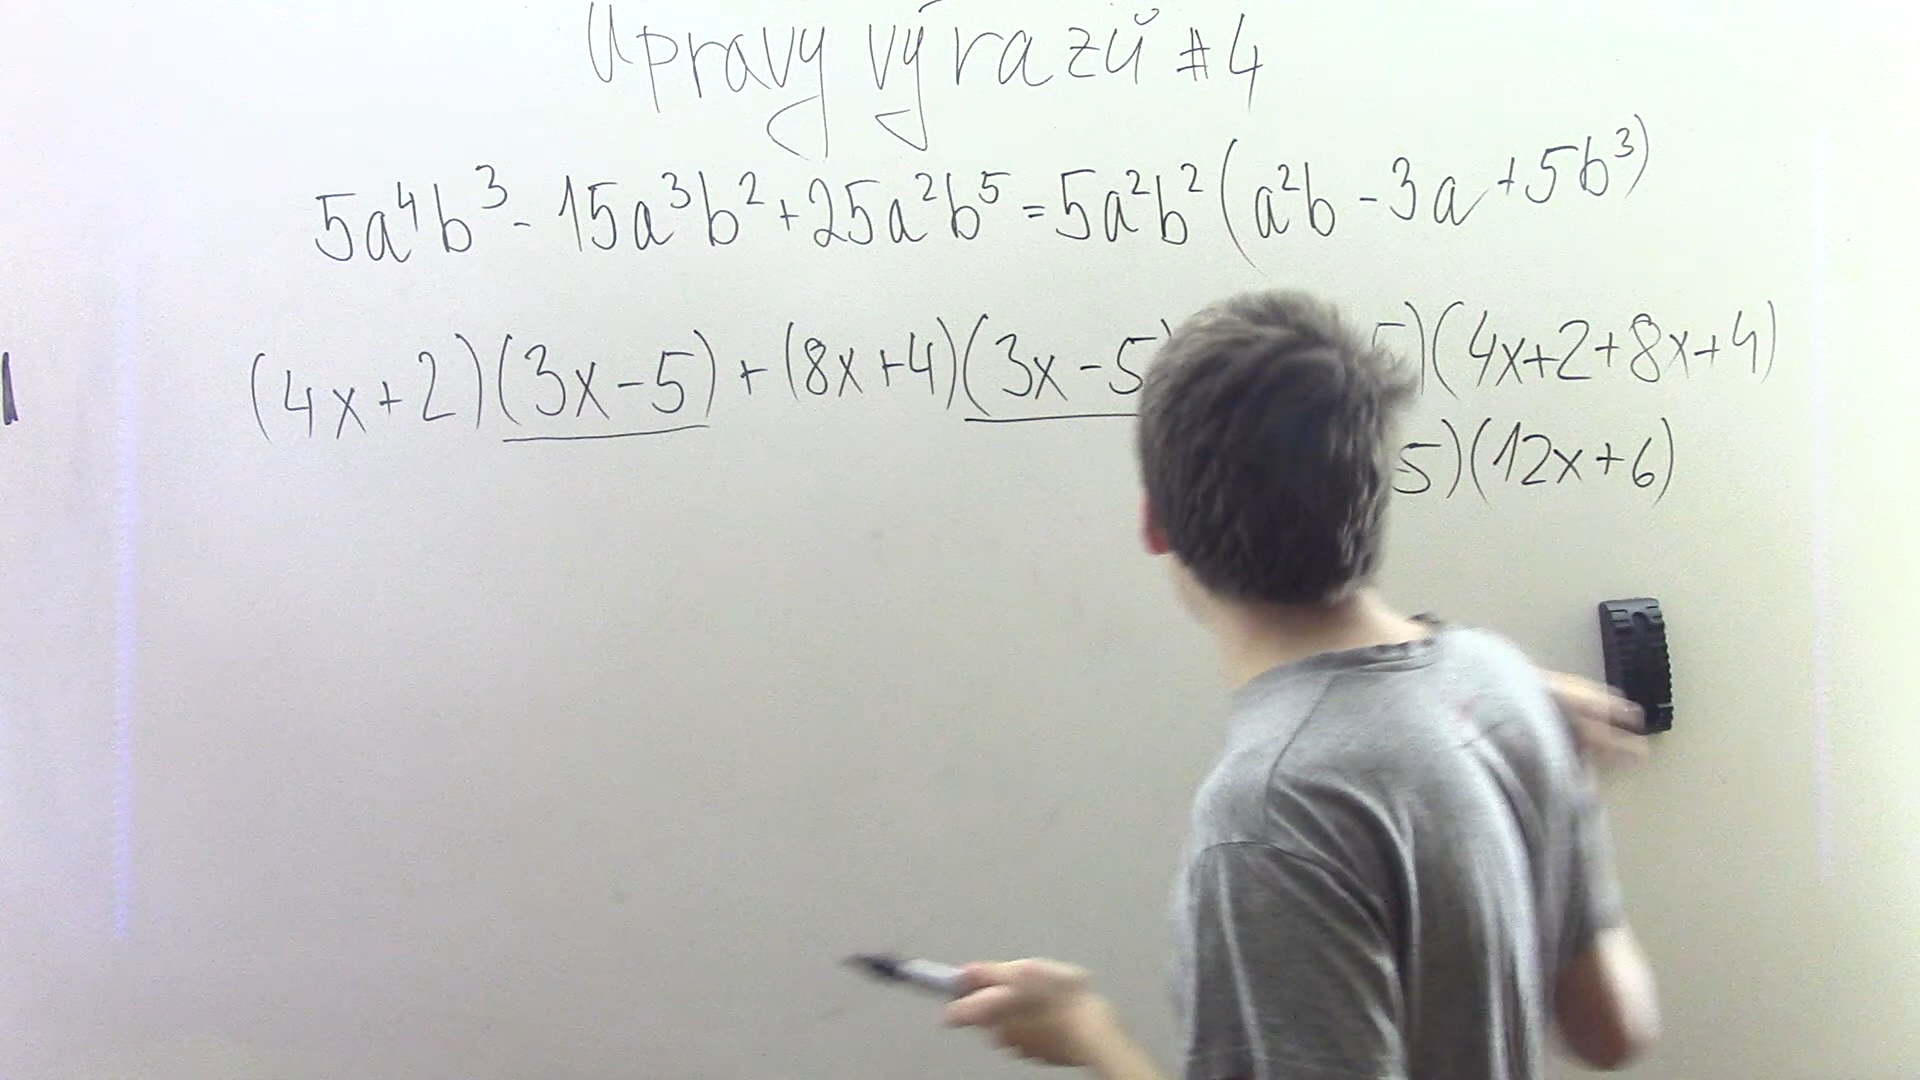 Úpravy výrazů #4
5a⁴b³ - 15a³b² + 25a²b⁵ = 5a²b² (a²b - 3a + 5b³)
(4x+2)(3x-5) + (8x+4)(3x-5) 5)(4x+2+8x+4)
5)(12x+6)